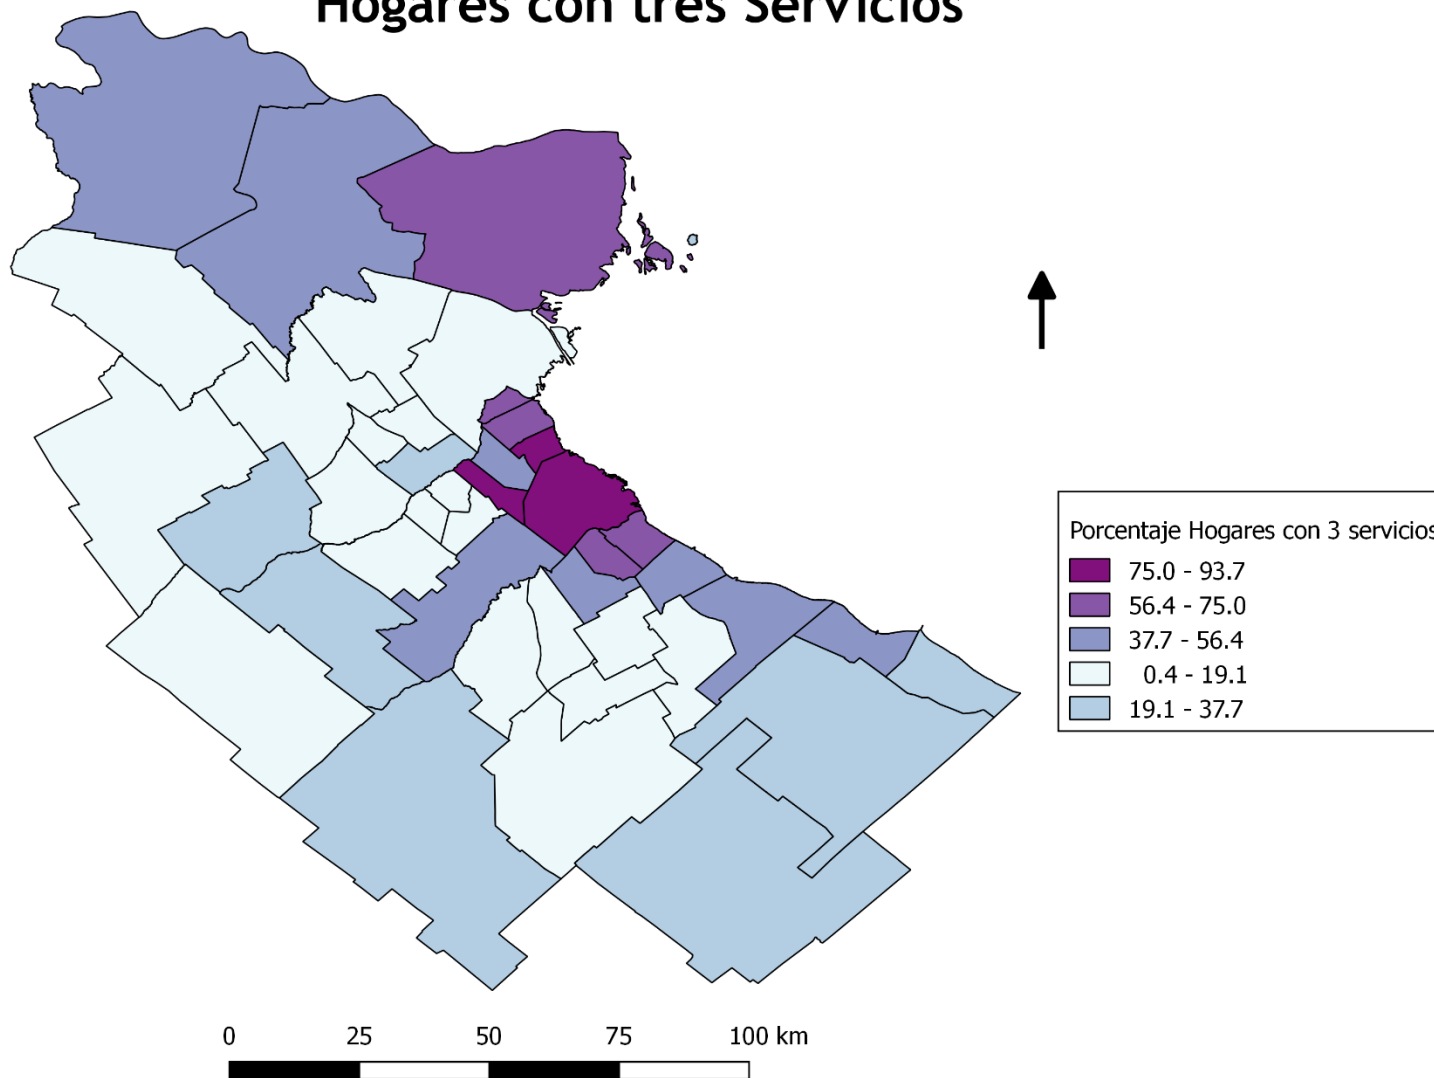 Hogares con tres Servicios
Porcentaje Hogares con 3 servicios
75.0 - 93.7
56.4 - 75.0
37.7 - 56.4
0.4 - 19.1
19.1 - 37.7
0 25 50 75 100 km